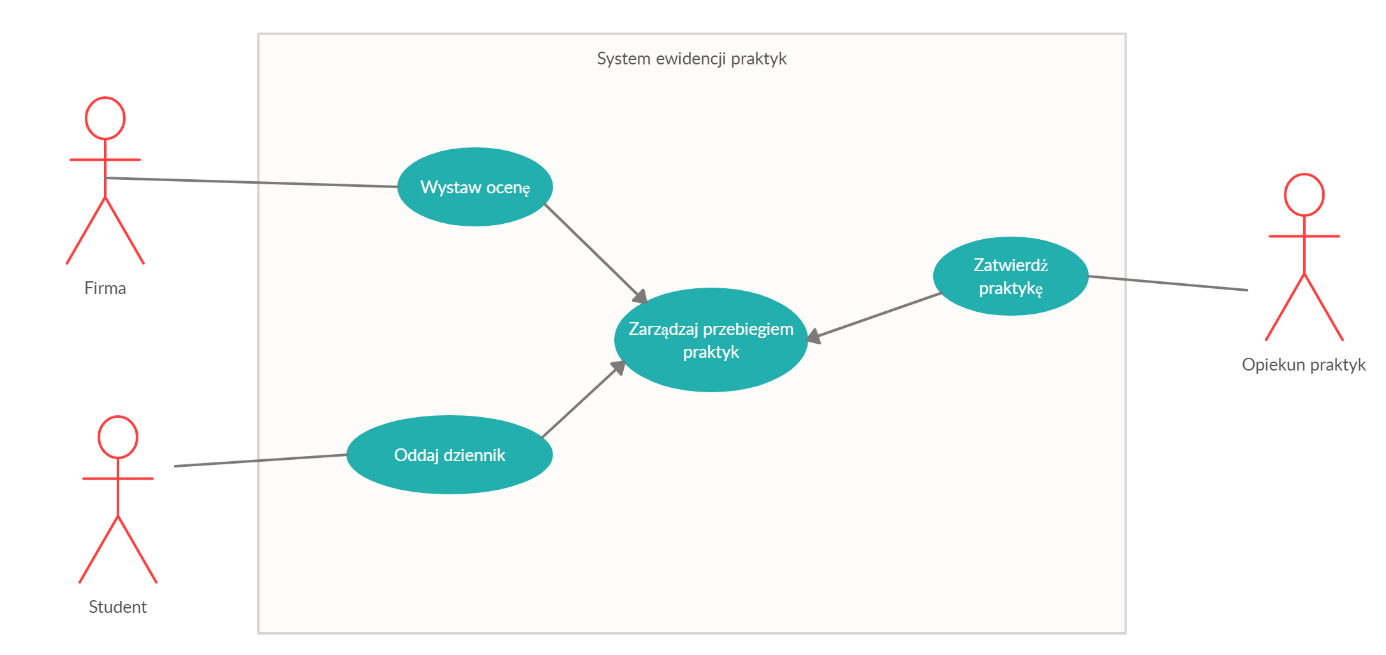 System ewidencji praktyk
Wystaw ocenę
Zatwierdź
praktykę
Firma
Zarządzaj przebiegiem
praktyk
Opiekun praktyk
Oddaj dziennik
Student